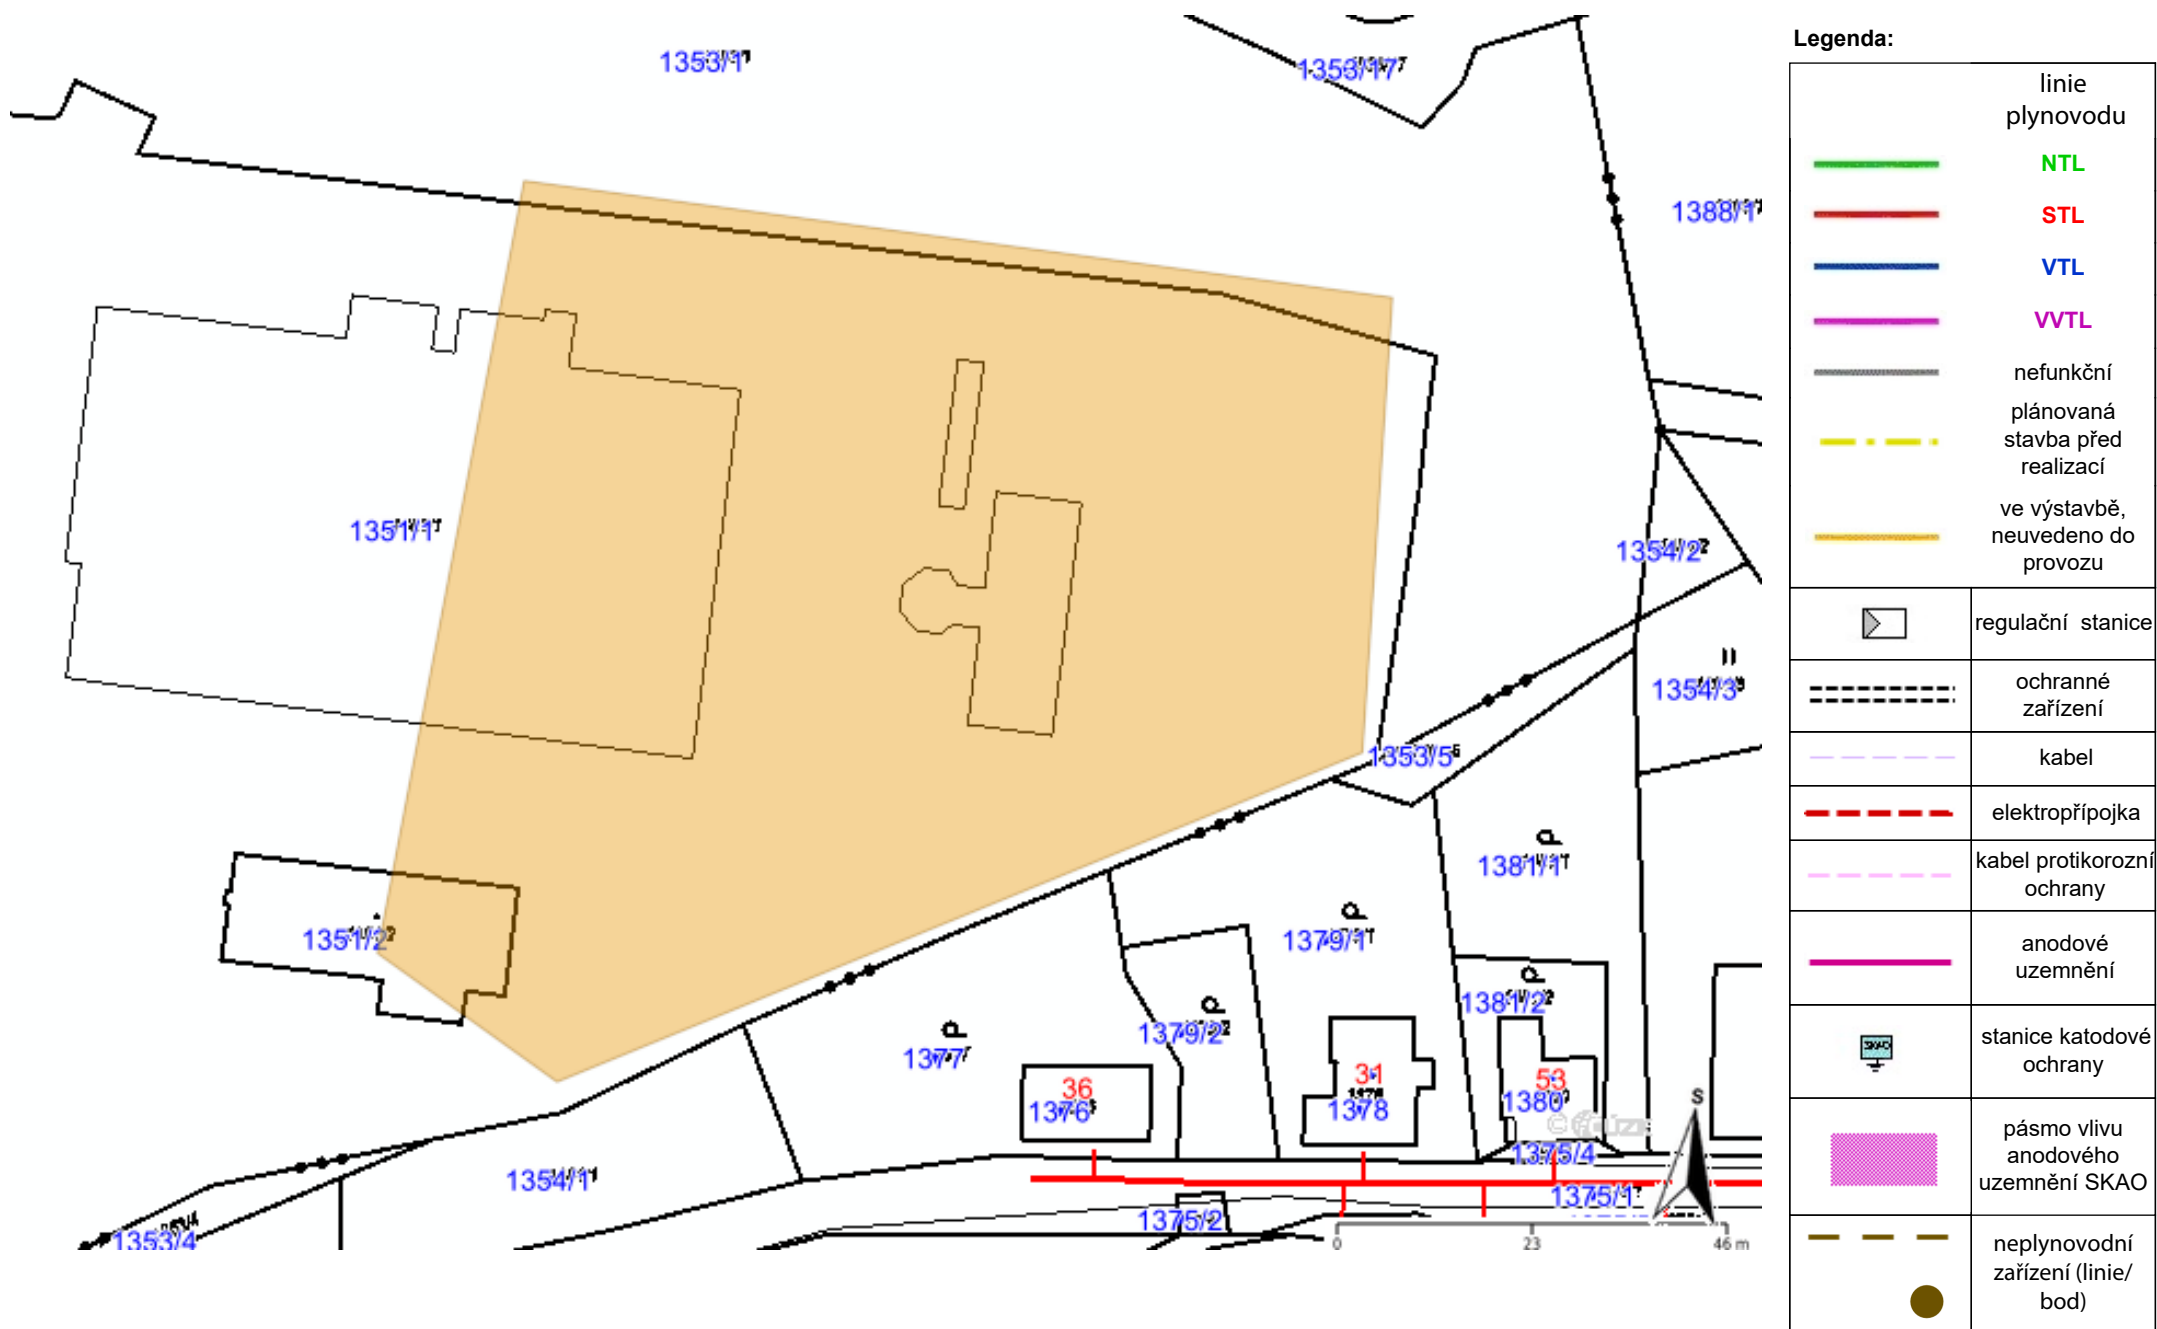 1353/1
1353/17
1388/1
1351/1
1354/2
1354/3
1353/5
1381/1
1351/2
1379/1
1381/2
1379/2
1377
36
1376
31
1378
53
1380
1375/4
1354/1
1375/1
1375/2
1353/4
S
0 23 46 m
Legenda:
linie
plynovodu
NTL
STL
VTL
VVTL
nefunkční
plánovaná
stavba před
realizací
ve výstavbě,
neuvedeno do
provozu
regulační stanice
ochranné
zařízení
kabel
elektropřípojka
kabel protikorozní
ochrany
anodové
uzemnění
SKAO
stanice katodové
ochrany
pásmo vlivu
anodového
uzemnění SKAO
neplynovodní
zařízení (linie/
bod)